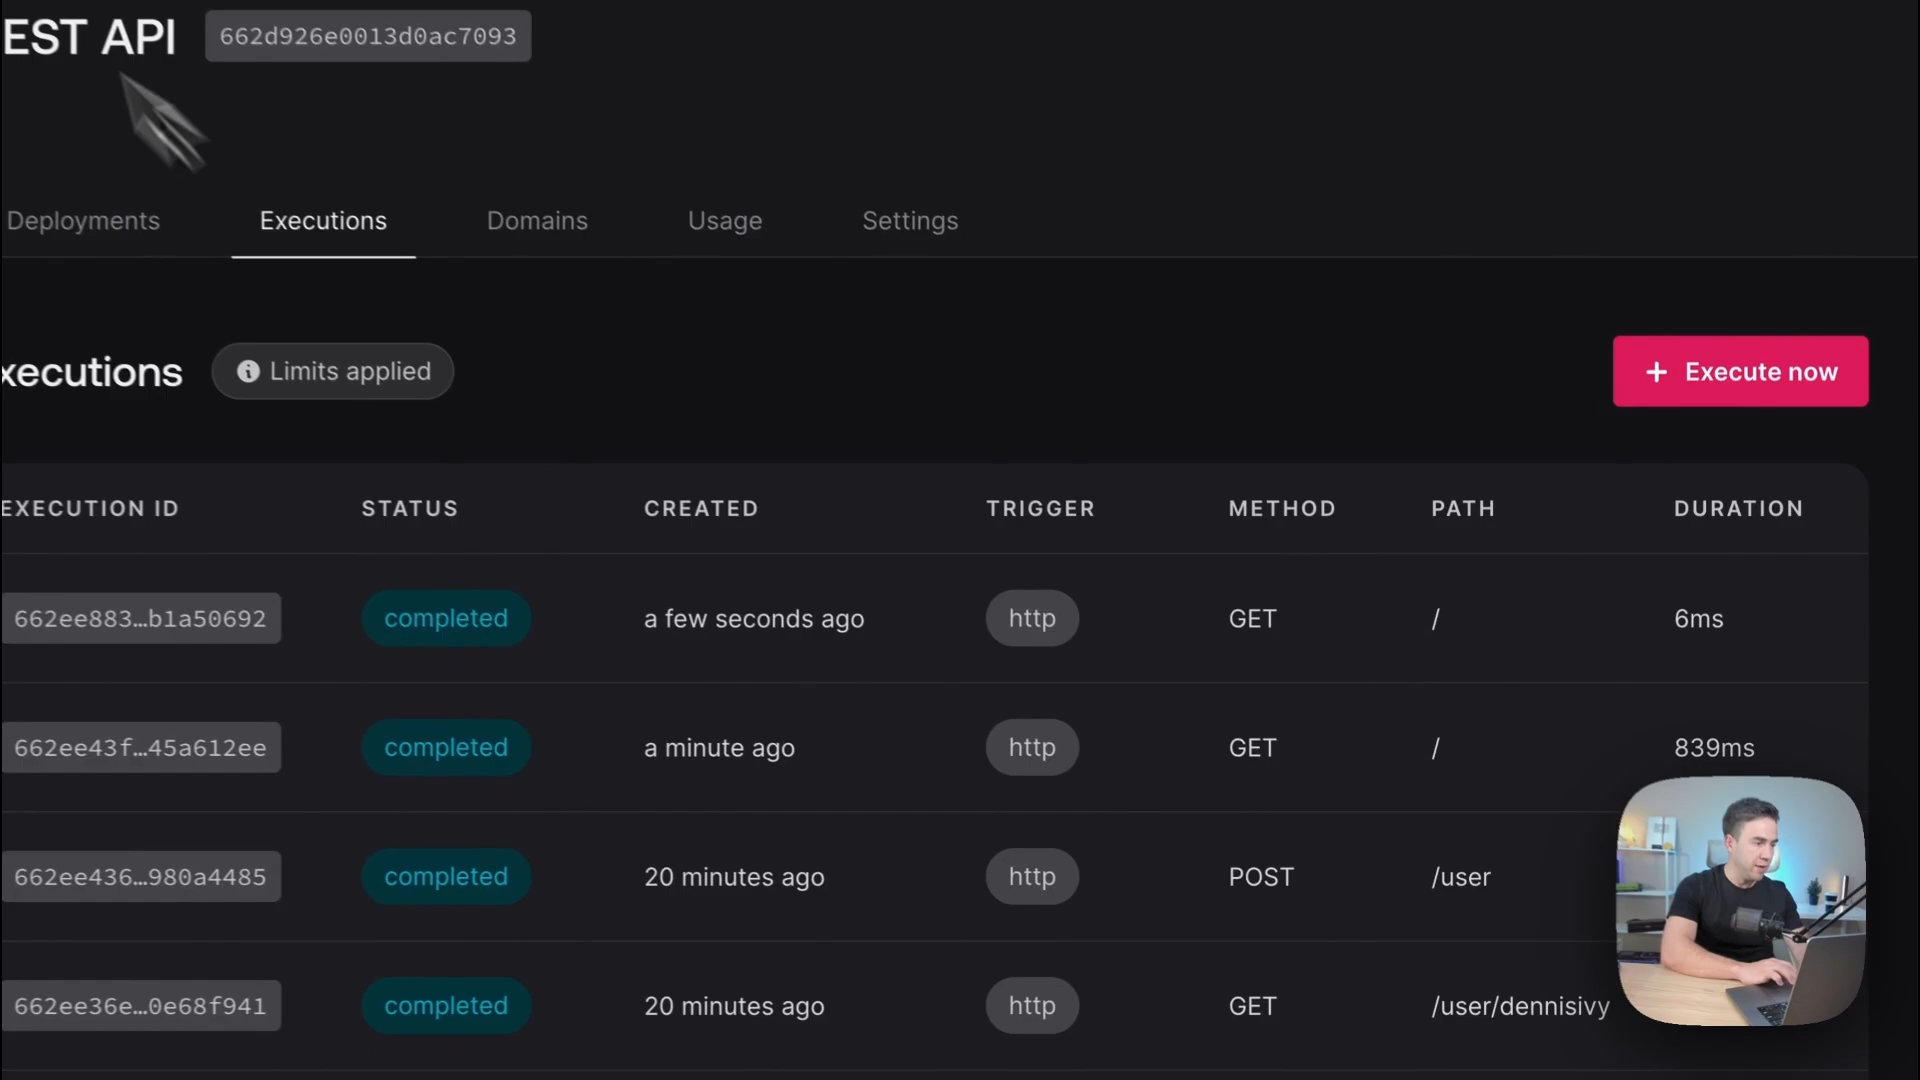 EST API 662d926e0013d0ac7093
Deployments Executions Domains Usage Settings
xecutions Limits applied + Execute now
EXECUTION ID STATUS CREATED TRIGGER METHOD PATH DURATION
662ee883…b1a50692 completed a few seconds ago http GET / 6ms
662ee43f…45a612ee completed a minute ago http GET / 839ms
662ee436…980a4485 completed 20 minutes ago http POST /user
662ee36e…0e68f941 completed 20 minutes ago http GET /user/dennisivy